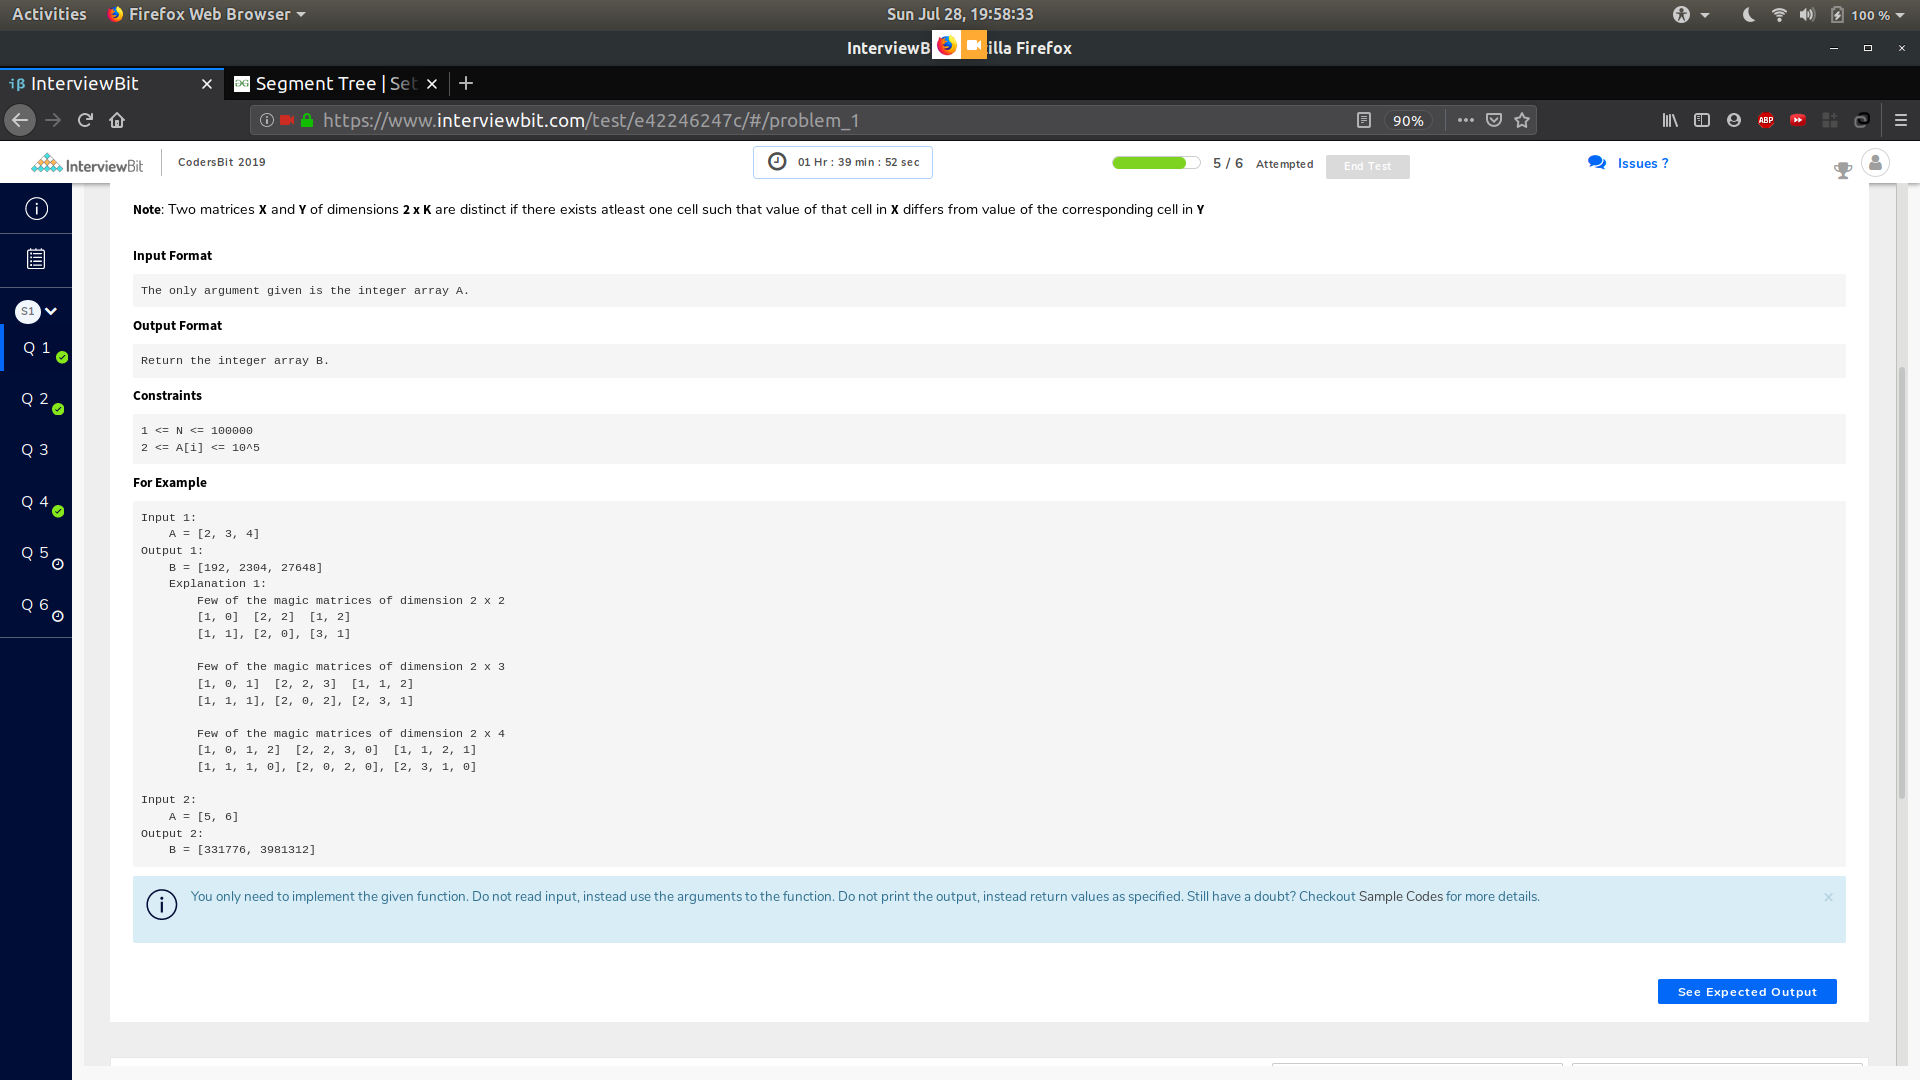 Activities
Firefox Web Browser
Sun Jul 28, 19:58:33
100 %
InterviewB illa Firefox
iβ InterviewBit
Segment Tree | Set
https://www.interviewbit.com/test/e42246247c/#/problem_1
90%
ABP
InterviewBit
CodersBit 2019
01 Hr : 39 min : 52 sec
5 / 6 Attempted
End Test
Issues ?
S1
Q 1
Q 2
Q 3
Q 4
Q 5
Q 6
Note: Two matrices X and Y of dimensions 2 x K are distinct if there exists atleast one cell such that value of that cell in X differs from value of the corresponding cell in Y
Input Format
The only argument given is the integer array A.
Output Format
Return the integer array B.
Constraints
1 <= N <= 100000
2 <= A[i] <= 10^5
For Example
Input 1:
A = [2, 3, 4]
Output 1:
B = [192, 2304, 27648]
Explanation 1:
Few of the magic matrices of dimension 2 x 2
[1, 0]  [2, 2]  [1, 2]
[1, 1], [2, 0], [3, 1]
Few of the magic matrices of dimension 2 x 3
[1, 0, 1]  [2, 2, 3]  [1, 1, 2]
[1, 1, 1], [2, 0, 2], [2, 3, 1]
Few of the magic matrices of dimension 2 x 4
[1, 0, 1, 2]  [2, 2, 3, 0]  [1, 1, 2, 1]
[1, 1, 1, 0], [2, 0, 2, 0], [2, 3, 1, 0]
Input 2:
A = [5, 6]
Output 2:
B = [331776, 3981312]
You only need to implement the given function. Do not read input, instead use the arguments to the function. Do not print the output, instead return values as specified. Still have a doubt? Checkout Sample Codes for more details.
See Expected Output